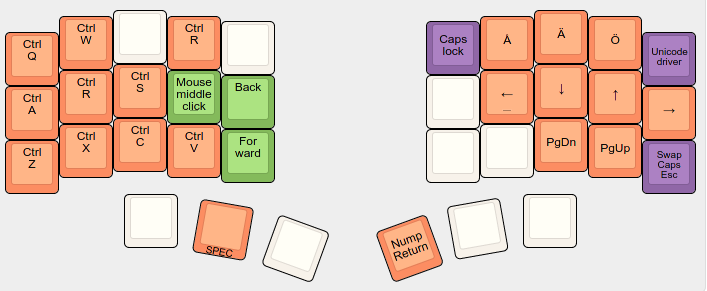 Ctrl
Q
Ctrl
W
Ctrl
R
Caps
lock
Å
Ä
Ö
Unicode
driver
Ctrl
A
Ctrl
R
Ctrl
S
Mouse
middle
click
Back
←
_
↓
↑
→
Ctrl
Z
Ctrl
X
Ctrl
C
Ctrl
V
For
ward
PgDn
PgUp
Swap
Caps
Esc
SPEC
Nump
Return